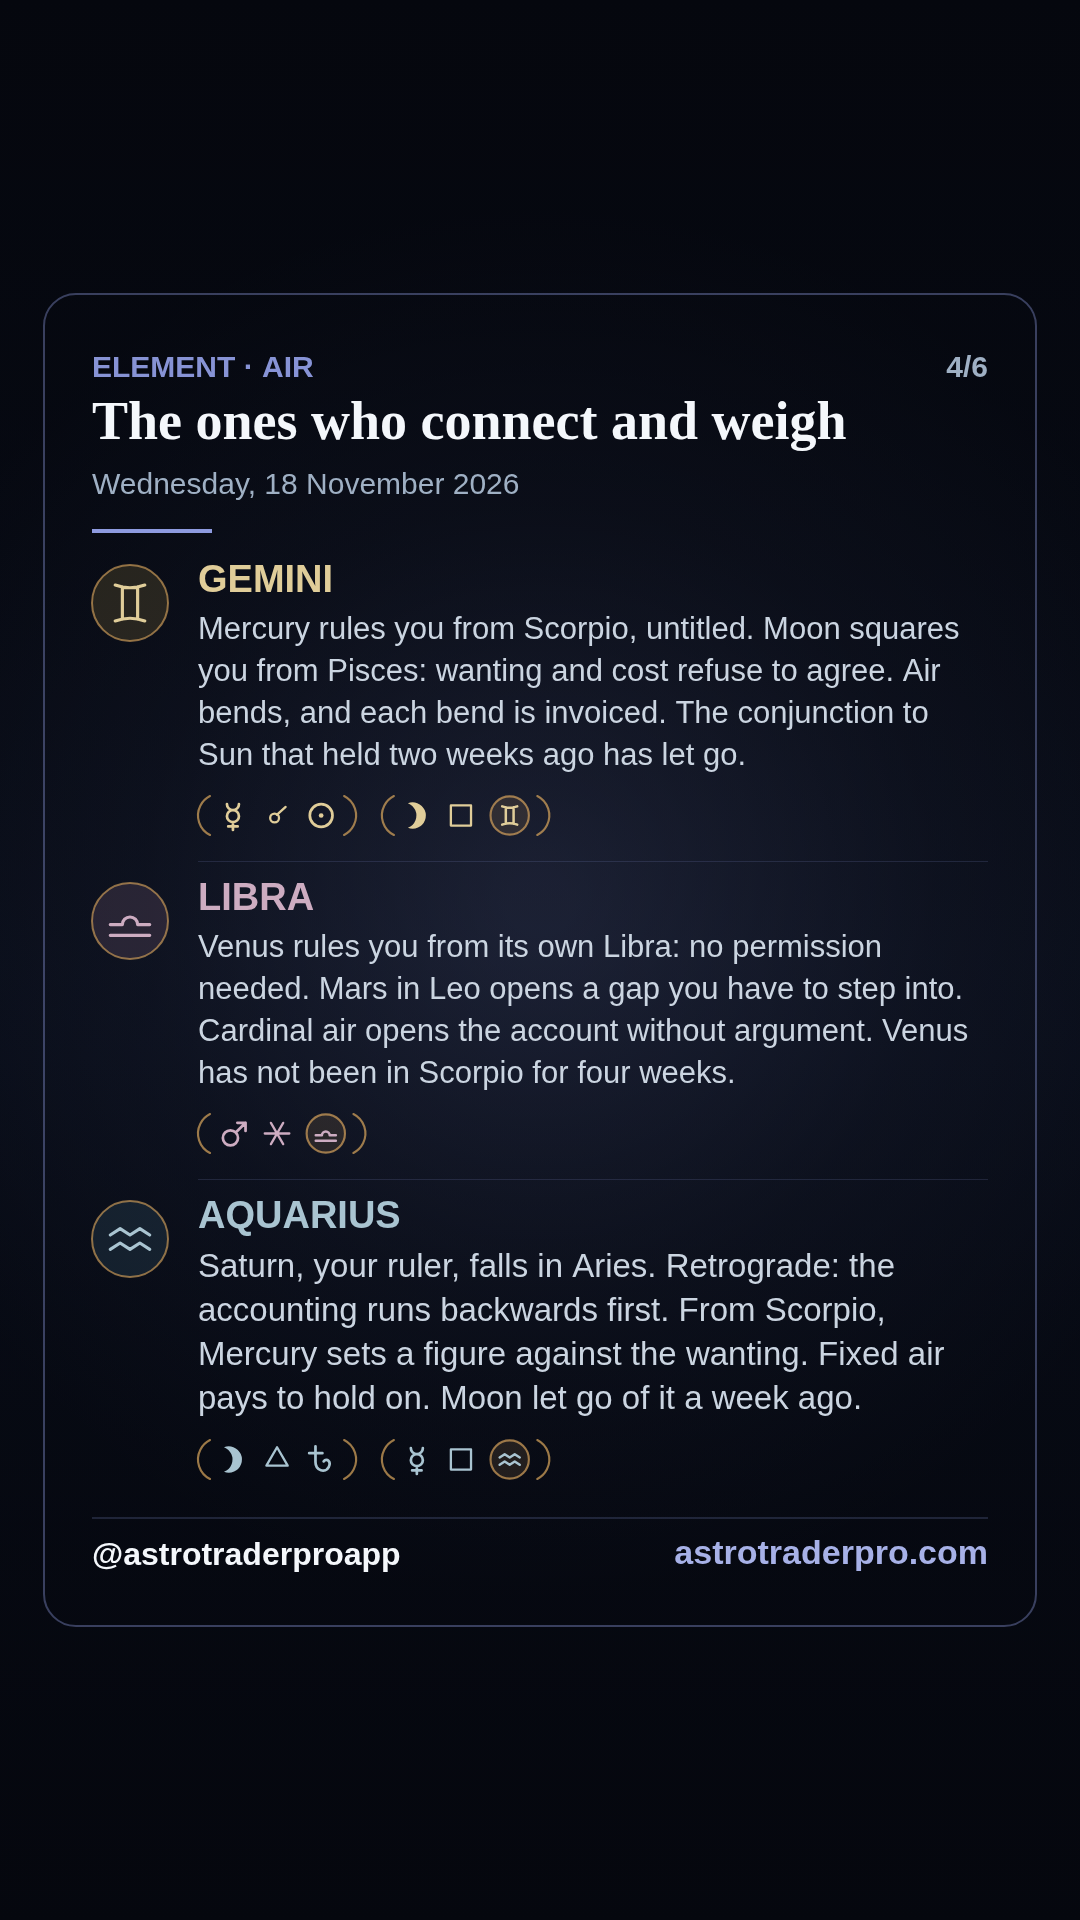 ELEMENT · AIR
4/6
The ones who connect and weigh
Wednesday, 18 November 2026
GEMINI
Mercury rules you from Scorpio, untitled. Moon squares
you from Pisces: wanting and cost refuse to agree. Air
bends, and each bend is invoiced. The conjunction to
Sun that held two weeks ago has let go.
LIBRA
Venus rules you from its own Libra: no permission
needed. Mars in Leo opens a gap you have to step into.
Cardinal air opens the account without argument. Venus
has not been in Scorpio for four weeks.
AQUARIUS
Saturn, your ruler, falls in Aries. Retrograde: the
accounting runs backwards first. From Scorpio,
Mercury sets a figure against the wanting. Fixed air
pays to hold on. Moon let go of it a week ago.
@astrotraderproapp
astrotraderpro.com